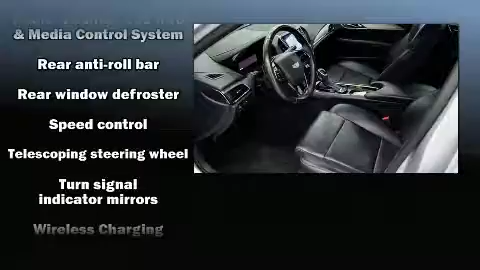 & Media Control System
Rear anti-roll bar
Rear window defroster
Speed control
Telescoping steering wheel
Turn signal
indicator mirrors
Wireless Charging